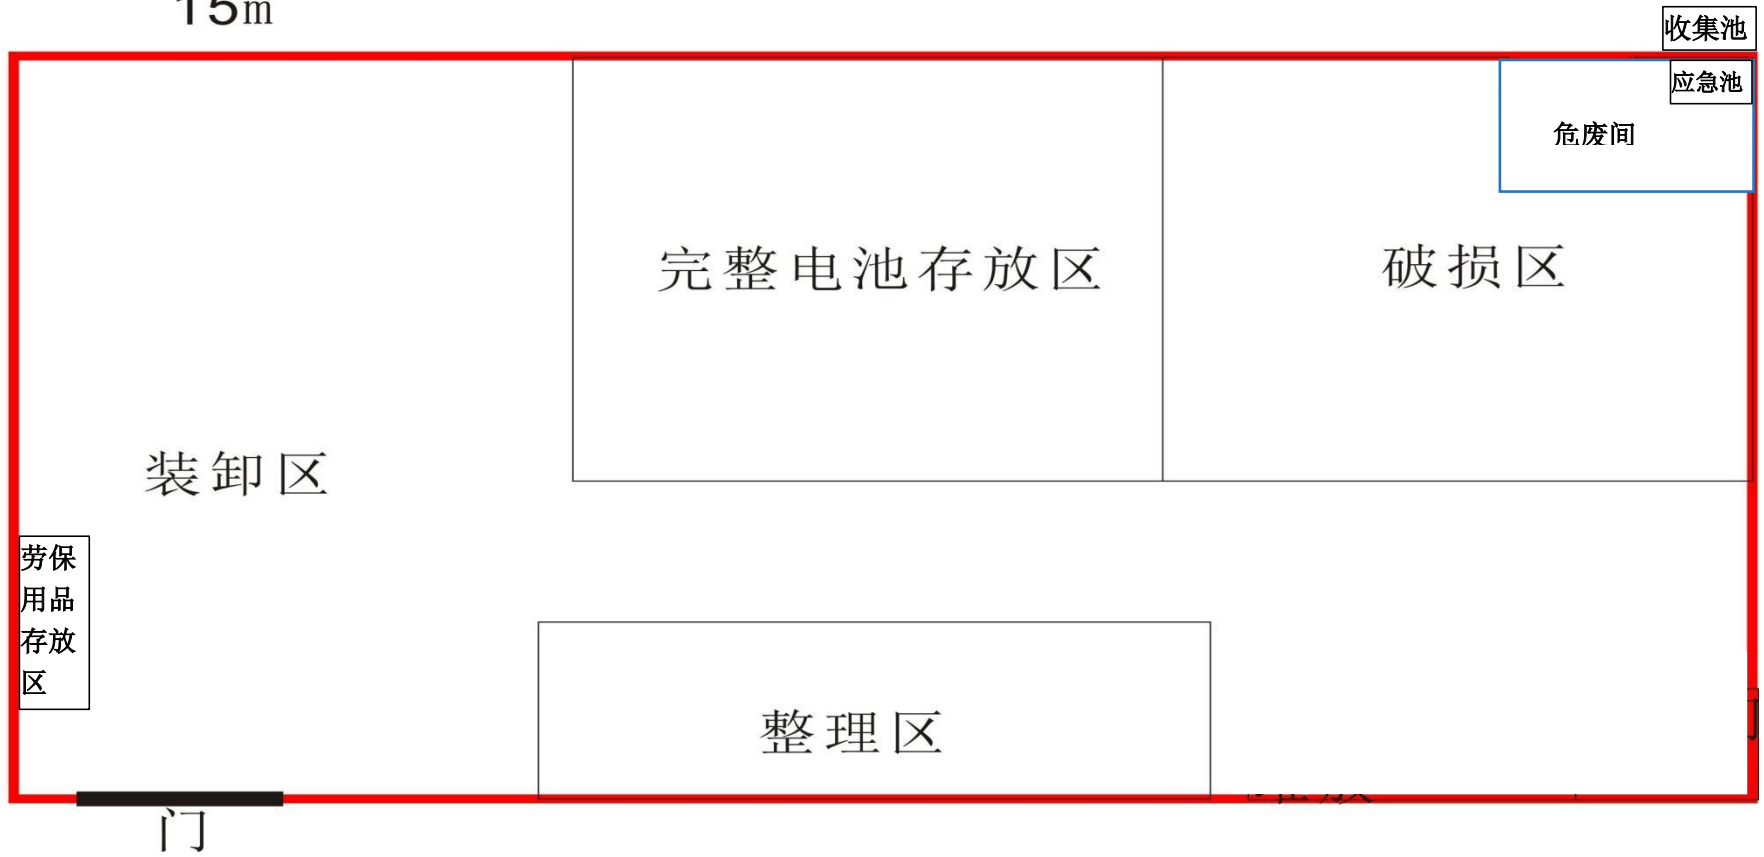 15m
收集池
应急池
危废间
完整电池存放区
破损区
装卸区
劳保
用品
存放
区
整理区
门